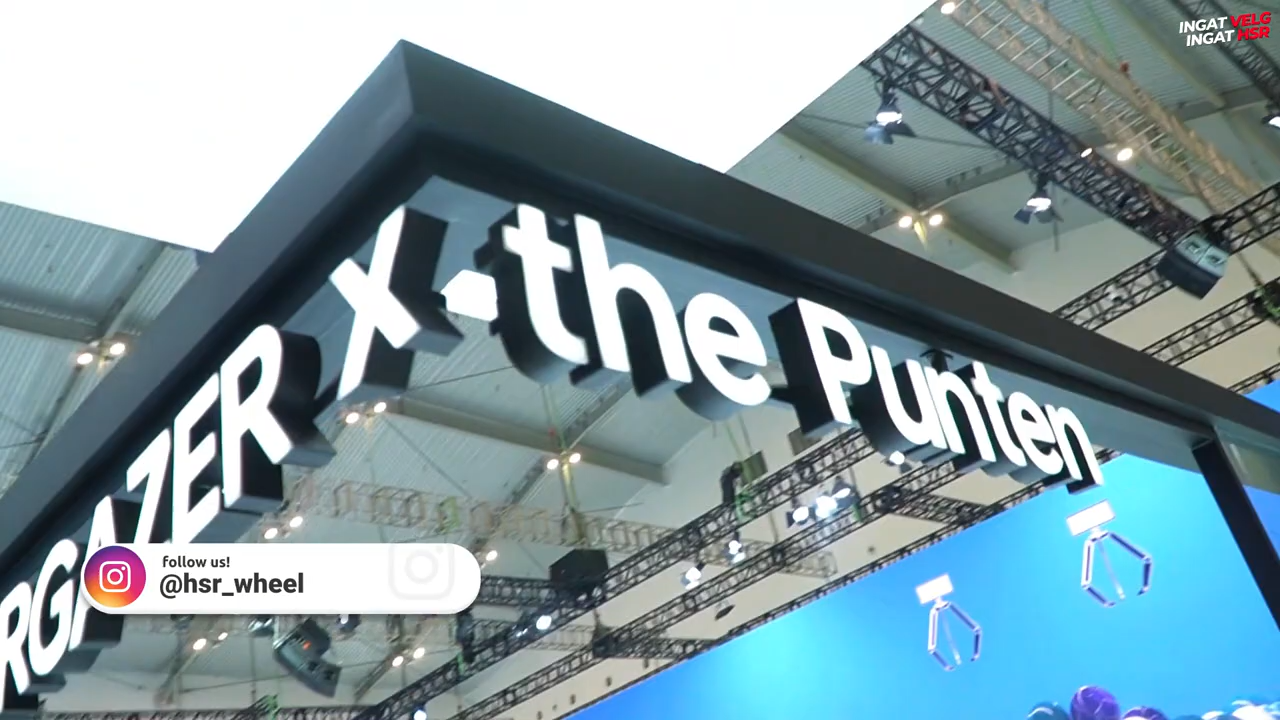 INGAT VELG
INGAT HSR
RGAZER X-the Punten
follow us!
@hsr_wheel